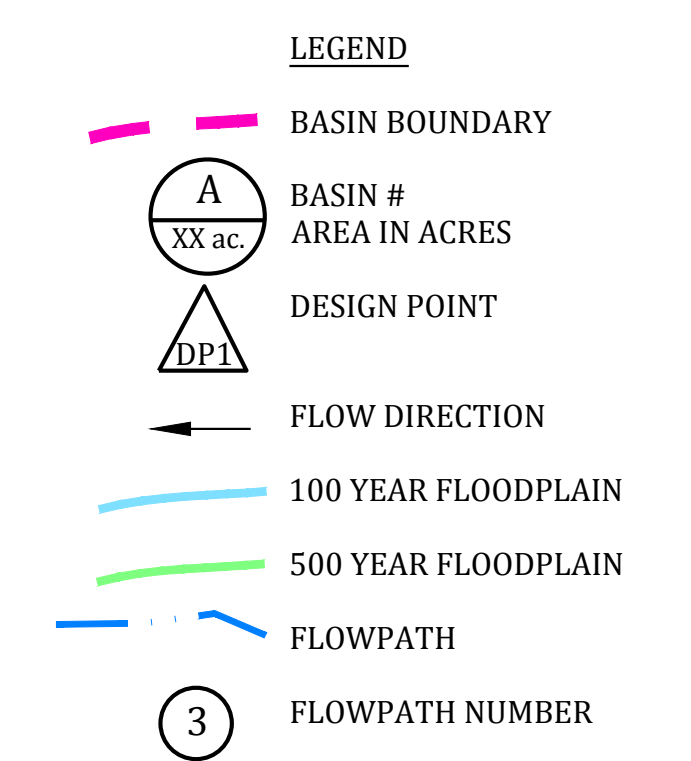 LEGEND
BASIN BOUNDARY
A
XX ac.
BASIN #
AREA IN ACRES
DP1
DESIGN POINT
FLOW DIRECTION
100 YEAR FLOODPLAIN
500 YEAR FLOODPLAIN
FLOWPATH
3
FLOWPATH NUMBER